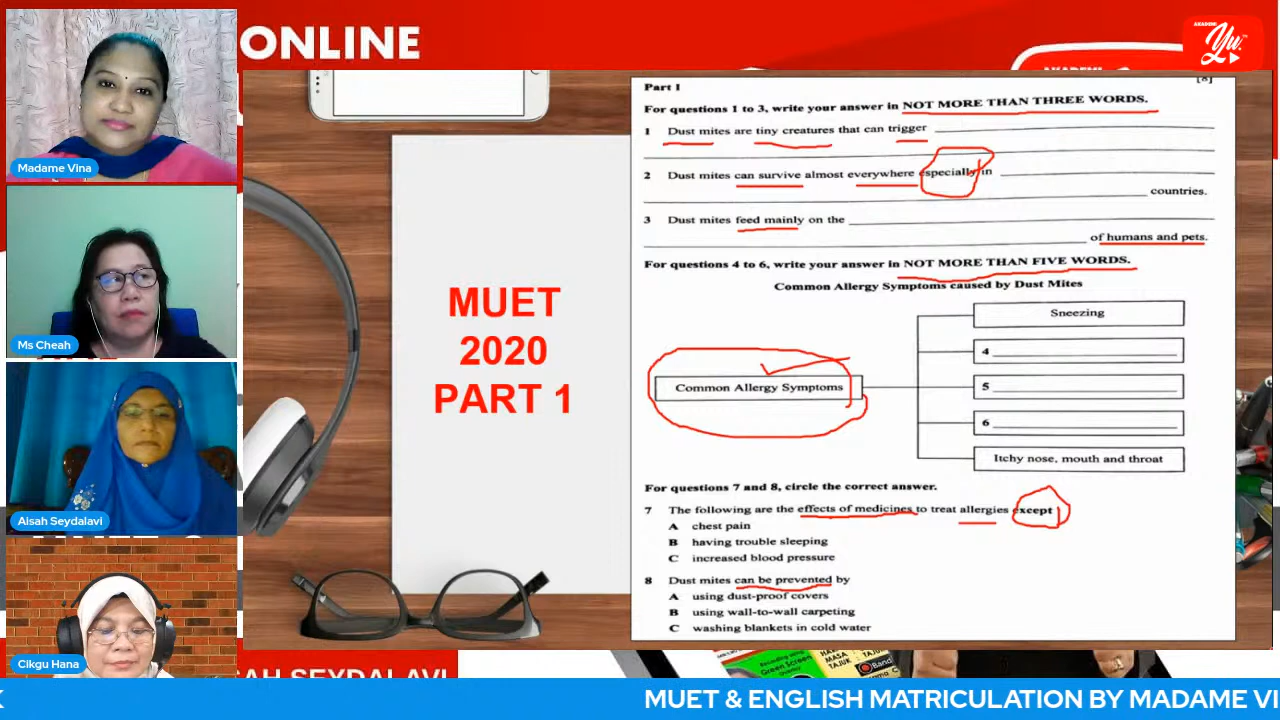 ONLINE
AKADEMI
Yu.
Madame Vina
Ms Cheah
Aisah Seydalavi
Cikgu Hana
MUET
2020
PART 1
[8]
Part I
For questions 1 to 3, write your answer in NOT MORE THAN THREE WORDS.
1 Dust mites are tiny creatures that can trigger
2 Dust mites can survive almost everywhere especially in
countries.
3 Dust mites feed mainly on the
of humans and pets.
For questions 4 to 6, write your answer in NOT MORE THAN FIVE WORDS.
Common Allergy Symptoms caused by Dust Mites
Sneezing
4
Common Allergy Symptoms
5
6
Itchy nose, mouth and throat
For questions 7 and 8, circle the correct answer.
7 The following are the effects of medicines to treat allergies except
A chest pain
B having trouble sleeping
C increased blood pressure
8 Dust mites can be prevented by
A using dust-proof covers
B using wall-to-wall carpeting
C washing blankets in cold water
Green Screen
MASA
TAJUK
TAJUK
MUET & ENGLISH MATRICULATION BY MADAME VI